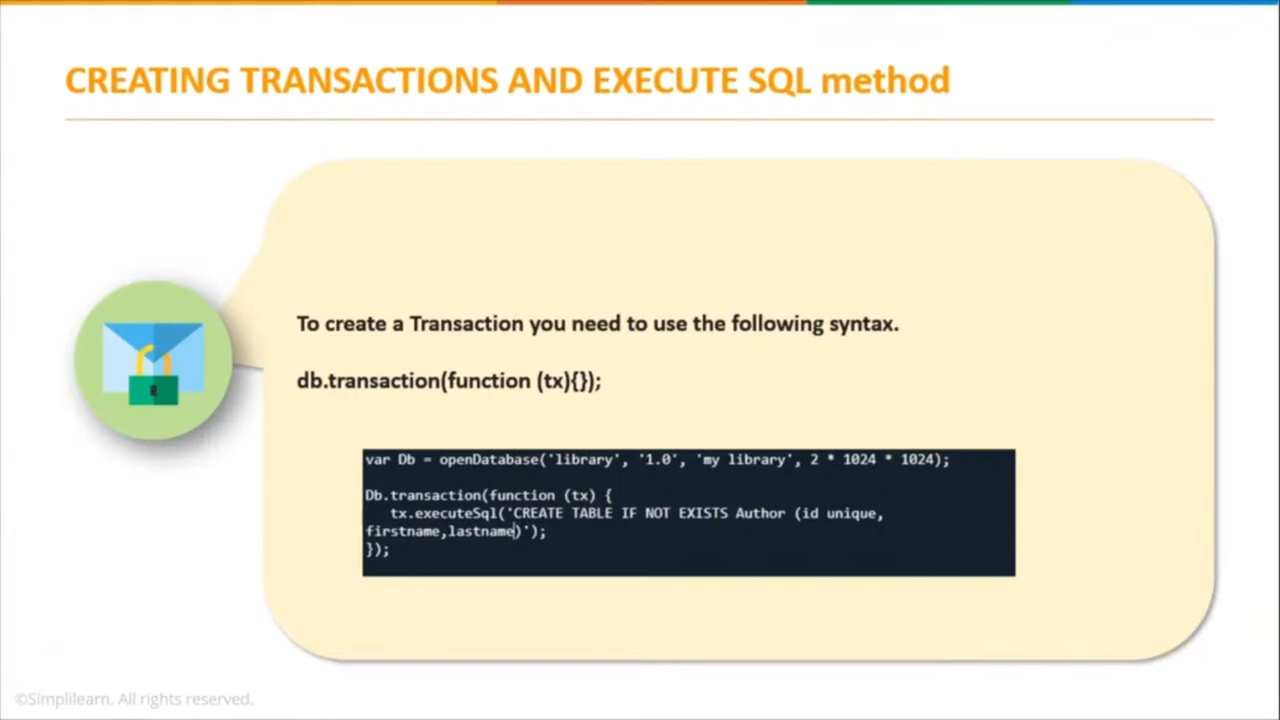 CREATING TRANSACTIONS AND EXECUTE SQL method
To create a Transaction you need to use the following syntax.
db.transaction(function (tx){});
var Db = openDatabase('library', '1.0', 'my library', 2 * 1024 * 1024);
Db.transaction(function (tx) {
tx.executeSql('CREATE TABLE IF NOT EXISTS Author (id unique,
firstname,lastname)');
});
©Simplilearn. All rights reserved.